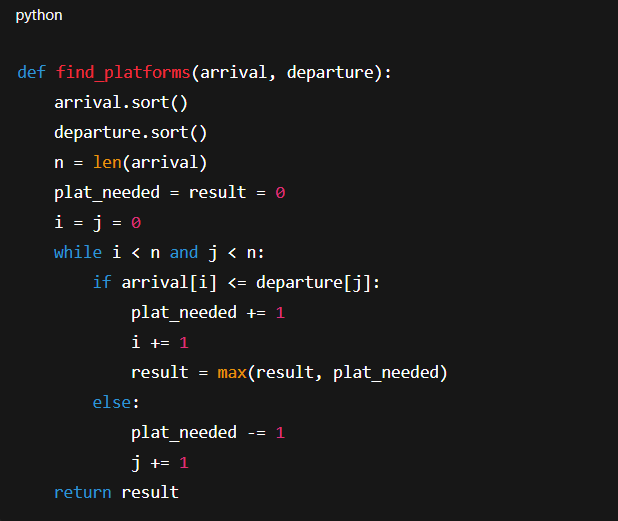 python
def find_platforms(arrival, departure):
    arrival.sort()
    departure.sort()
    n = len(arrival)
    plat_needed = result = 0
    i = j = 0
    while i < n and j < n:
        if arrival[i] <= departure[j]:
            plat_needed += 1
            i += 1
            result = max(result, plat_needed)
        else:
            plat_needed -= 1
            j += 1
    return result